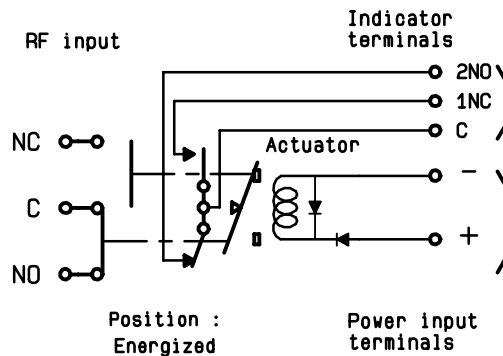 RF input
Indicator
terminals
2NO
1NC
C
NC
Actuator
C
-
+
NO
Position :
Energized
Power input
terminals